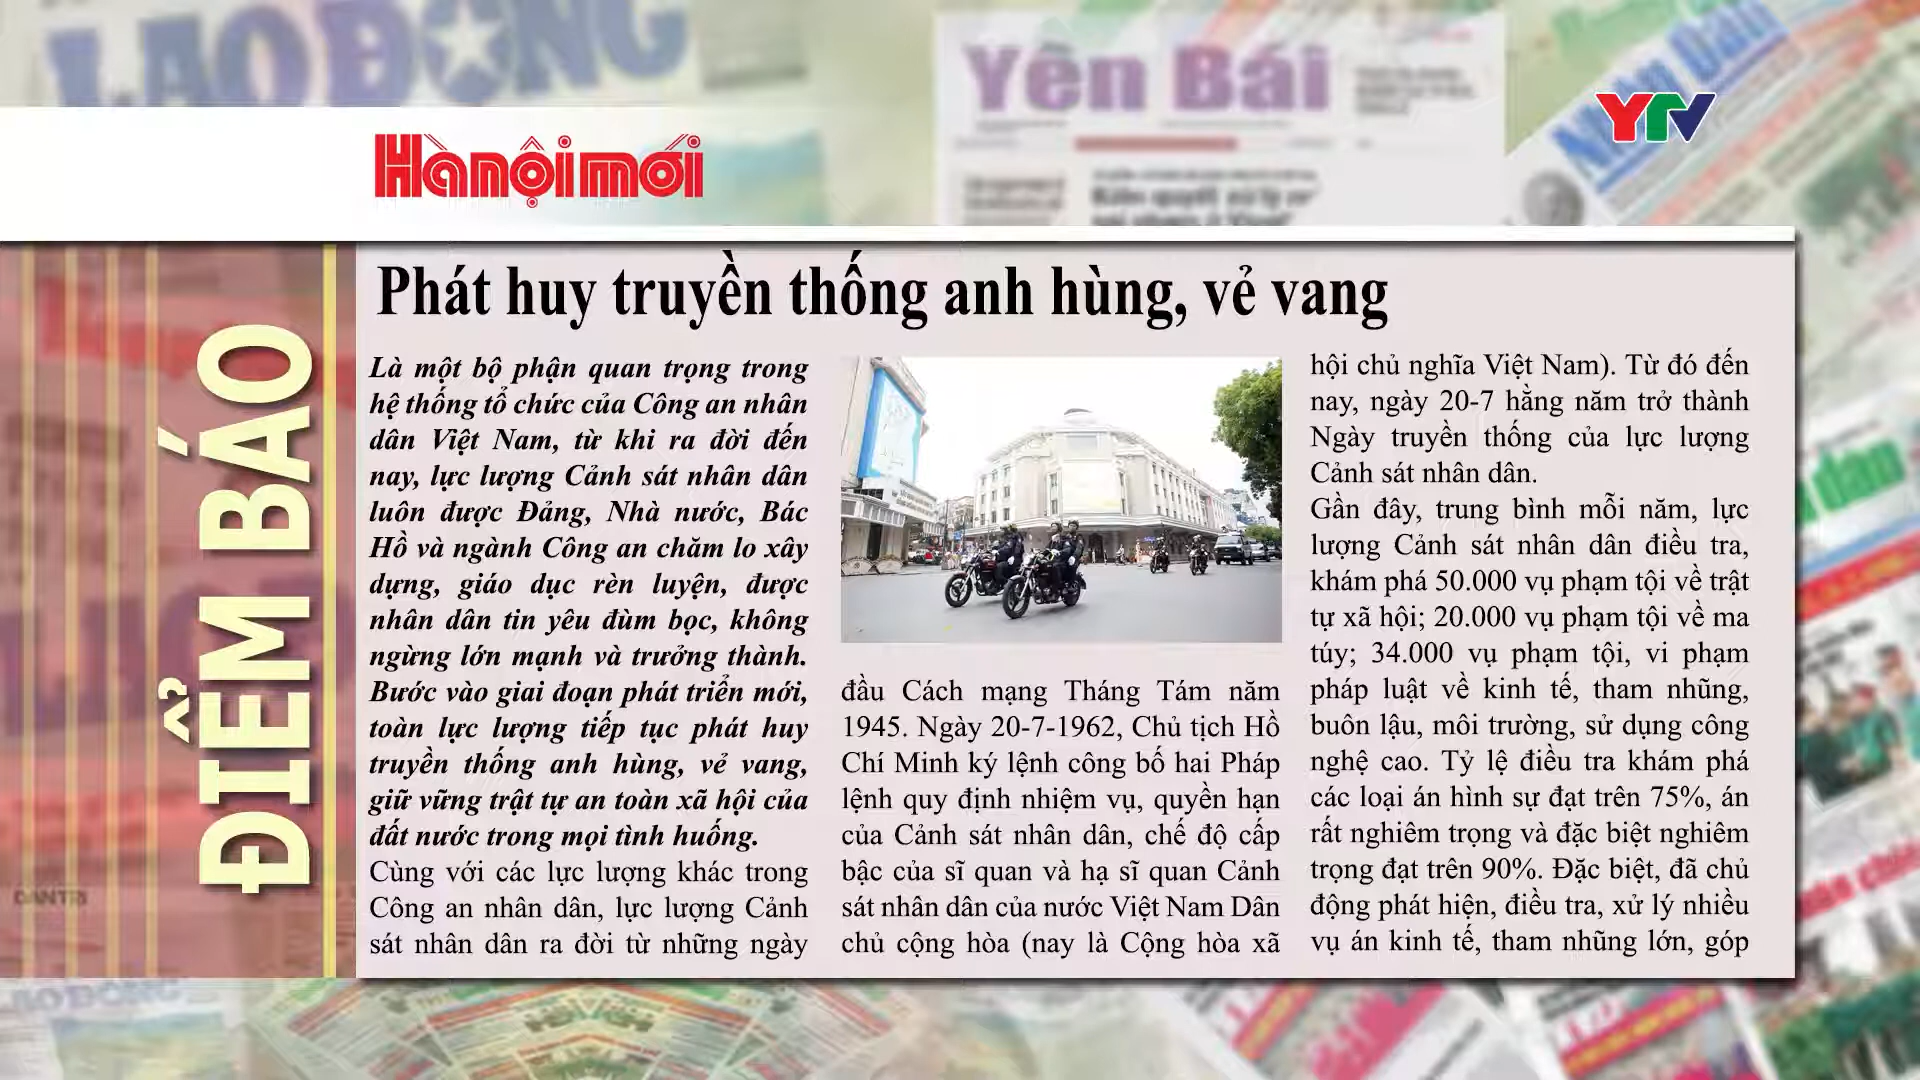 LAO ĐỘNG
Yên Bái
Nhân Dân
YTV
Hànộimới
ĐIỂM BÁO
Phát huy truyền thống anh hùng, vẻ vang
Là một bộ phận quan trọng trong
hệ thống tổ chức của Công an nhân
dân Việt Nam, từ khi ra đời đến
nay, lực lượng Cảnh sát nhân dân
luôn được Đảng, Nhà nước, Bác
Hồ và ngành Công an chăm lo xây
dựng, giáo dục rèn luyện, được
nhân dân tin yêu đùm bọc, không
ngừng lớn mạnh và trưởng thành.
Bước vào giai đoạn phát triển mới,
toàn lực lượng tiếp tục phát huy
truyền thống anh hùng, vẻ vang,
giữ vững trật tự an toàn xã hội của
đất nước trong mọi tình huống.
Cùng với các lực lượng khác trong
Công an nhân dân, lực lượng Cảnh
sát nhân dân ra đời từ những ngày
đầu Cách mạng Tháng Tám năm
1945. Ngày 20-7-1962, Chủ tịch Hồ
Chí Minh ký lệnh công bố hai Pháp
lệnh quy định nhiệm vụ, quyền hạn
của Cảnh sát nhân dân, chế độ cấp
bậc của sĩ quan và hạ sĩ quan Cảnh
sát nhân dân của nước Việt Nam Dân
chủ cộng hòa (nay là Cộng hòa xã
hội chủ nghĩa Việt Nam). Từ đó đến
nay, ngày 20-7 hằng năm trở thành
Ngày truyền thống của lực lượng
Cảnh sát nhân dân.
Gần đây, trung bình mỗi năm, lực
lượng Cảnh sát nhân dân điều tra,
khám phá 50.000 vụ phạm tội về trật
tự xã hội; 20.000 vụ phạm tội về ma
túy; 34.000 vụ phạm tội, vi phạm
pháp luật về kinh tế, tham nhũng,
buôn lậu, môi trường, sử dụng công
nghệ cao. Tỷ lệ điều tra khám phá
các loại án hình sự đạt trên 75%, án
rất nghiêm trọng và đặc biệt nghiêm
trọng đạt trên 90%. Đặc biệt, đã chủ
động phát hiện, điều tra, xử lý nhiều
vụ án kinh tế, tham nhũng lớn, góp